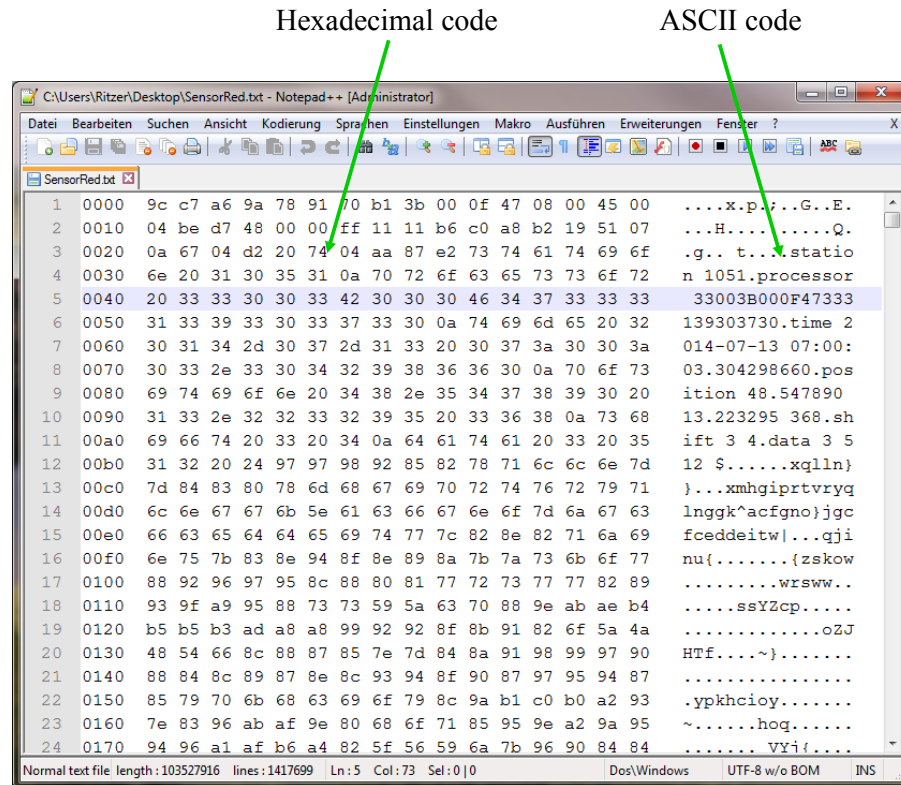 Hexadecimal code
ASCII code
C:\Users\Ritzer\Desktop\SensorRed.txt - Notepad++ [Administrator]
Datei Bearbeiten Suchen Ansicht Kodierung Sprachen Einstellungen Makro Ausführen Erweiterungen Fenster ? X
ABC
SensorRed.txt
1 0000 9c c7 a6 9a 78 91 70 b1 3b 00 0f 47 08 00 45 00 ....x.p.;..G..E.
2 0010 04 be d7 48 00 00 ff 11 11 b6 c0 a8 b2 19 51 07 ...H..........Q.
3 0020 0a 67 04 d2 20 74 04 aa 87 e2 73 74 61 74 69 6f .g.. t....statio
4 0030 6e 20 31 30 35 31 0a 70 72 6f 63 65 73 73 6f 72 n 1051.processor
5 0040 20 33 33 30 30 33 42 30 30 30 46 34 37 33 33 33 33003B000F47333
6 0050 31 33 39 33 30 33 37 33 30 0a 74 69 6d 65 20 32 139303730.time 2
7 0060 30 31 34 2d 30 37 2d 31 33 20 30 37 3a 30 30 3a 014-07-13 07:00:
8 0070 30 33 2e 33 30 34 32 39 38 36 36 30 0a 70 6f 73 03.304298660.pos
9 0080 69 74 69 6f 6e 20 34 38 2e 35 34 37 38 39 30 20 ition 48.547890
10 0090 31 33 2e 32 32 33 32 39 35 20 33 36 38 0a 73 68 13.223295 368.sh
11 00a0 69 66 74 20 33 20 34 0a 64 61 74 61 20 33 20 35 ift 3 4.data 3 5
12 00b0 31 32 20 24 97 97 98 92 85 82 78 71 6c 6c 6e 7d 12 $......xqlln}
13 00c0 7d 84 83 80 78 6d 68 67 69 70 72 74 76 72 79 71 }...xmhgiprtvryq
14 00d0 6c 6e 67 67 6b 5e 61 63 66 67 6e 6f 7d 6a 67 63 lnggk^acfgno}jgc
15 00e0 66 63 65 64 64 65 69 74 77 7c 82 8e 82 71 6a 69 fceddeitw|...qji
16 00f0 6e 75 7b 83 8e 94 8f 8e 89 8a 7b 7a 73 6b 6f 77 nu{.......{zskow
17 0100 88 92 96 97 95 8c 88 80 81 77 72 73 77 77 82 89 .........wrsww..
18 0110 93 9f a9 95 88 73 73 59 5a 63 70 88 9e ab ae b4 .....ssYZcp.....
19 0120 b5 b5 b3 ad a8 a8 99 92 92 8f 8b 91 82 6f 5a 4a .............oZJ
20 0130 48 54 66 8c 88 87 85 7e 7d 84 8a 91 98 99 97 90 HTf....~}.......
21 0140 88 84 8c 89 87 8e 8c 93 94 8f 90 87 97 95 94 87 ................
22 0150 85 79 70 6b 68 63 69 6f 79 8c 9a b1 c0 b0 a2 93 .ypkhcioy.......
23 0160 7e 83 96 ab af 9e 80 68 6f 71 85 95 9e a2 9a 95 ~......hoq......
24 0170 94 96 a1 af b6 a4 82 5f 56 59 6a 7b 96 90 84 84 ....... VYj{....
Normal text file length : 103527916 lines : 1417699 Ln : 5 Col : 73 Sel : 0 | 0 Dos\Windows UTF-8 w/o BOM INS